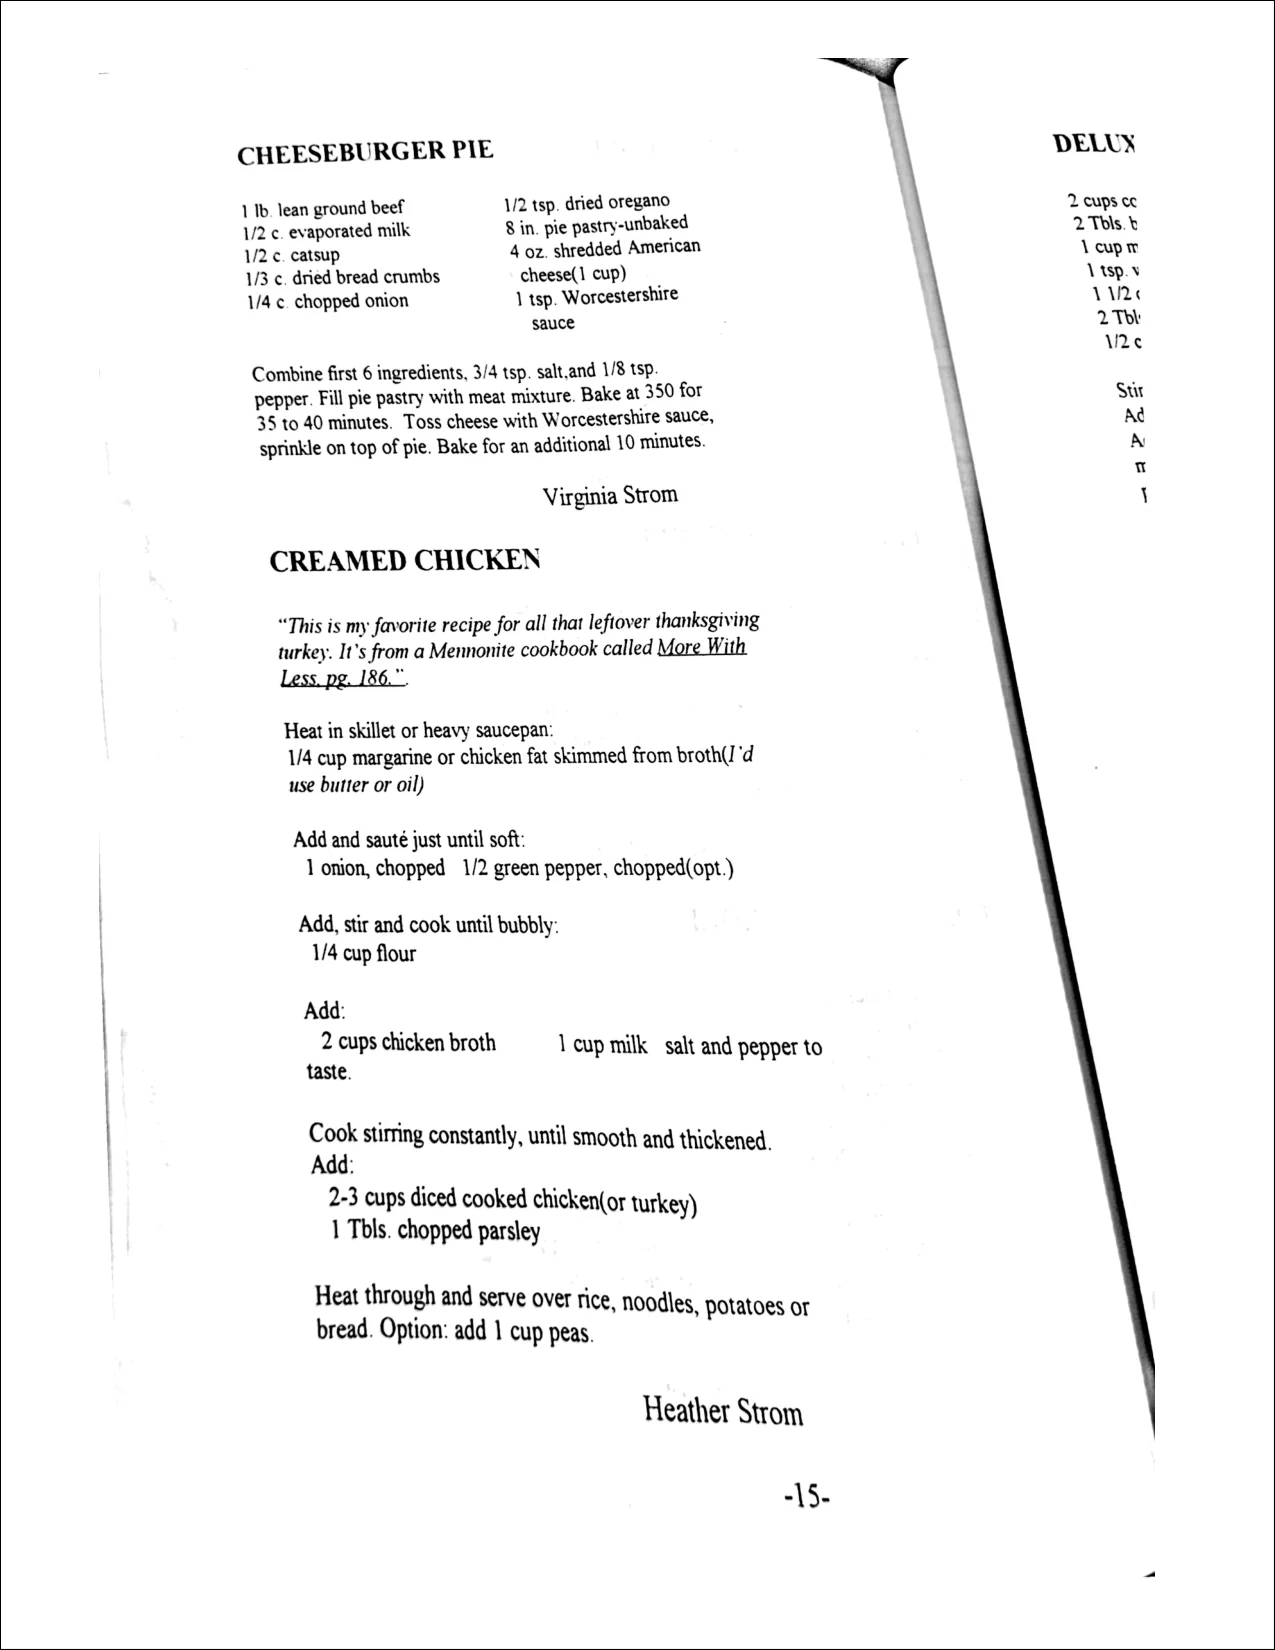 CHEESEBURGER PIE
1 lb. lean ground beef
1/2 c. evaporated milk
1/2 c. catsup
1/3 c. dried bread crumbs
1/4 c. chopped onion
1/2 tsp. dried oregano
8 in. pie pastry-unbaked
4 oz. shredded American
cheese(1 cup)
1 tsp. Worcestershire
sauce
Combine first 6 ingredients, 3/4 tsp. salt,and 1/8 tsp.
pepper. Fill pie pastry with meat mixture. Bake at 350 for
35 to 40 minutes. Toss cheese with Worcestershire sauce,
sprinkle on top of pie. Bake for an additional 10 minutes.
Virginia Strom
CREAMED CHICKEN
"This is my favorite recipe for all that leftover thanksgiving
turkey. It's from a Mennonite cookbook called More With
Less, pg. 186.".
Heat in skillet or heavy saucepan:
1/4 cup margarine or chicken fat skimmed from broth(I'd
use butter or oil)
Add and sauté just until soft:
1 onion, chopped 1/2 green pepper, chopped(opt.)
Add, stir and cook until bubbly:
1/4 cup flour
Add:
2 cups chicken broth 1 cup milk salt and pepper to
taste.
Cook stirring constantly, until smooth and thickened.
Add:
2-3 cups diced cooked chicken(or turkey)
1 Tbls. chopped parsley
Heat through and serve over rice, noodles, potatoes or
bread. Option: add 1 cup peas.
Heather Strom
-15-
DELUX
2 cups
2 Tbls.
1 cup
1 tsp.
1 1/2
2 Tbl
1/2 c